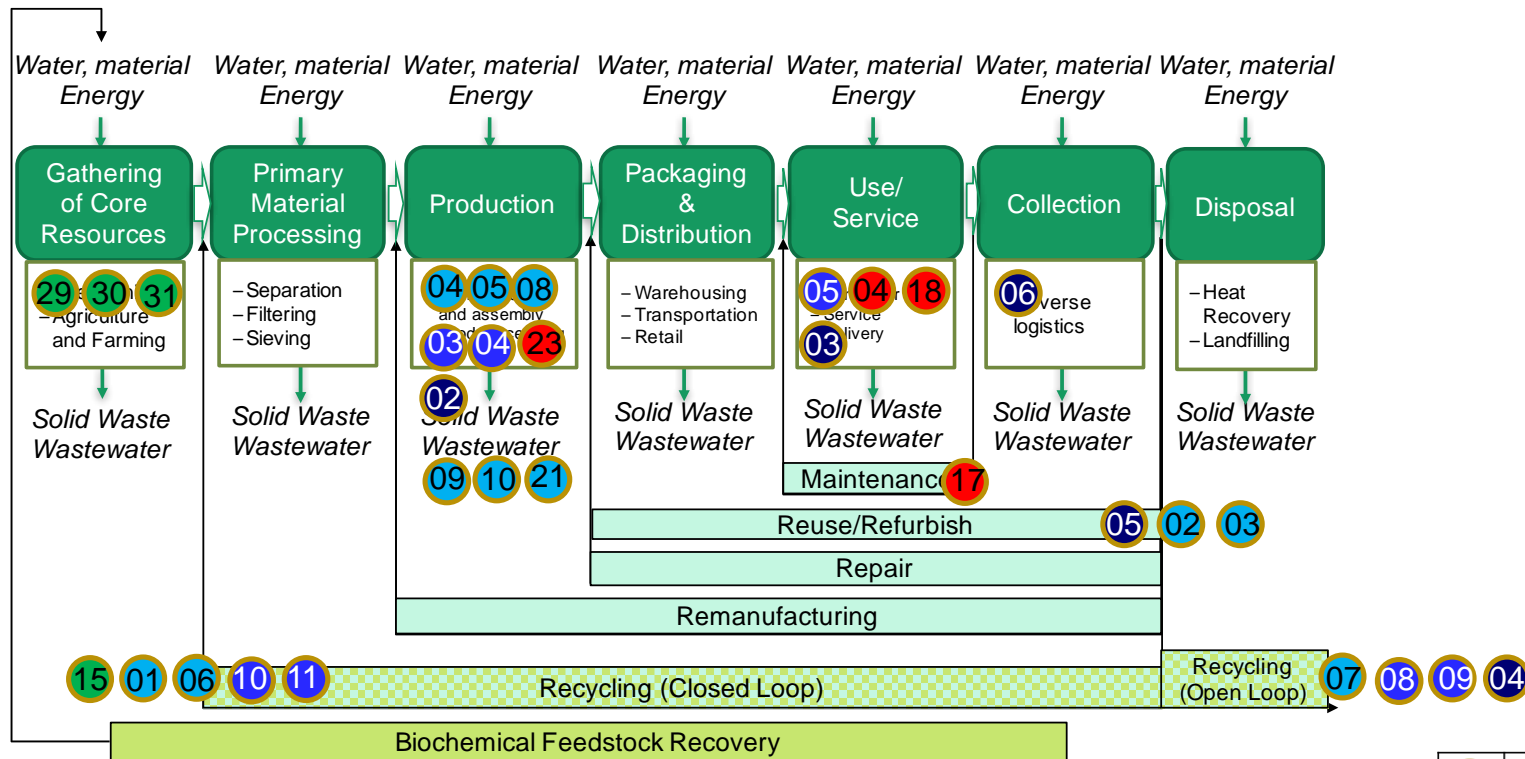 Water, material
Energy
Water, material
Energy
Water, material
Energy
Water, material
Energy
Water, material
Energy
Water, material
Energy
Water, material
Energy
Gathering
of Core
Resources
Primary
Material
Processing
Production
Packaging
&
Distribution
Use/
Service
Collection
Disposal
29 30 31
– Agriculture
and Farming
– Separation
– Filtering
– Sieving
04 05 08
and assembly
03 04 23
02
– Warehousing
– Transportation
– Retail
05 04 18
– Service
03
06
logistics
– Heat
Recovery
– Landfilling
Solid Waste
Wastewater
Solid Waste
Wastewater
Solid Waste
Wastewater
09 10 21
Solid Waste
Wastewater
Solid Waste
Wastewater
Solid Waste
Wastewater
Solid Waste
Wastewater
Maintenance 17
Reuse/Refurbish 05 02 03
Repair
Remanufacturing
15 01 06 10 11
Recycling (Closed Loop)
Recycling
(Open Loop)
07 08 09 04
Biochemical Feedstock Recovery